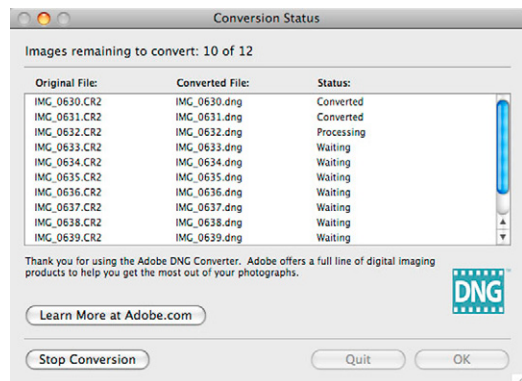 Conversion Status
Images remaining to convert: 10 of 12
Original File: Converted File: Status:
IMG_0630.CR2 IMG_0630.dng Converted
IMG_0631.CR2 IMG_0631.dng Converted
IMG_0632.CR2 IMG_0632.dng Processing
IMG_0633.CR2 IMG_0633.dng Waiting
IMG_0634.CR2 IMG_0634.dng Waiting
IMG_0635.CR2 IMG_0635.dng Waiting
IMG_0636.CR2 IMG_0636.dng Waiting
IMG_0637.CR2 IMG_0637.dng Waiting
IMG_0638.CR2 IMG_0638.dng Waiting
IMG_0639.CR2 IMG_0639.dng Waiting
Thank you for using the Adobe DNG Converter. Adobe offers a full line of digital imaging
products to help you get the most out of your photographs.
DNG
Learn More at Adobe.com
Stop Conversion Quit OK